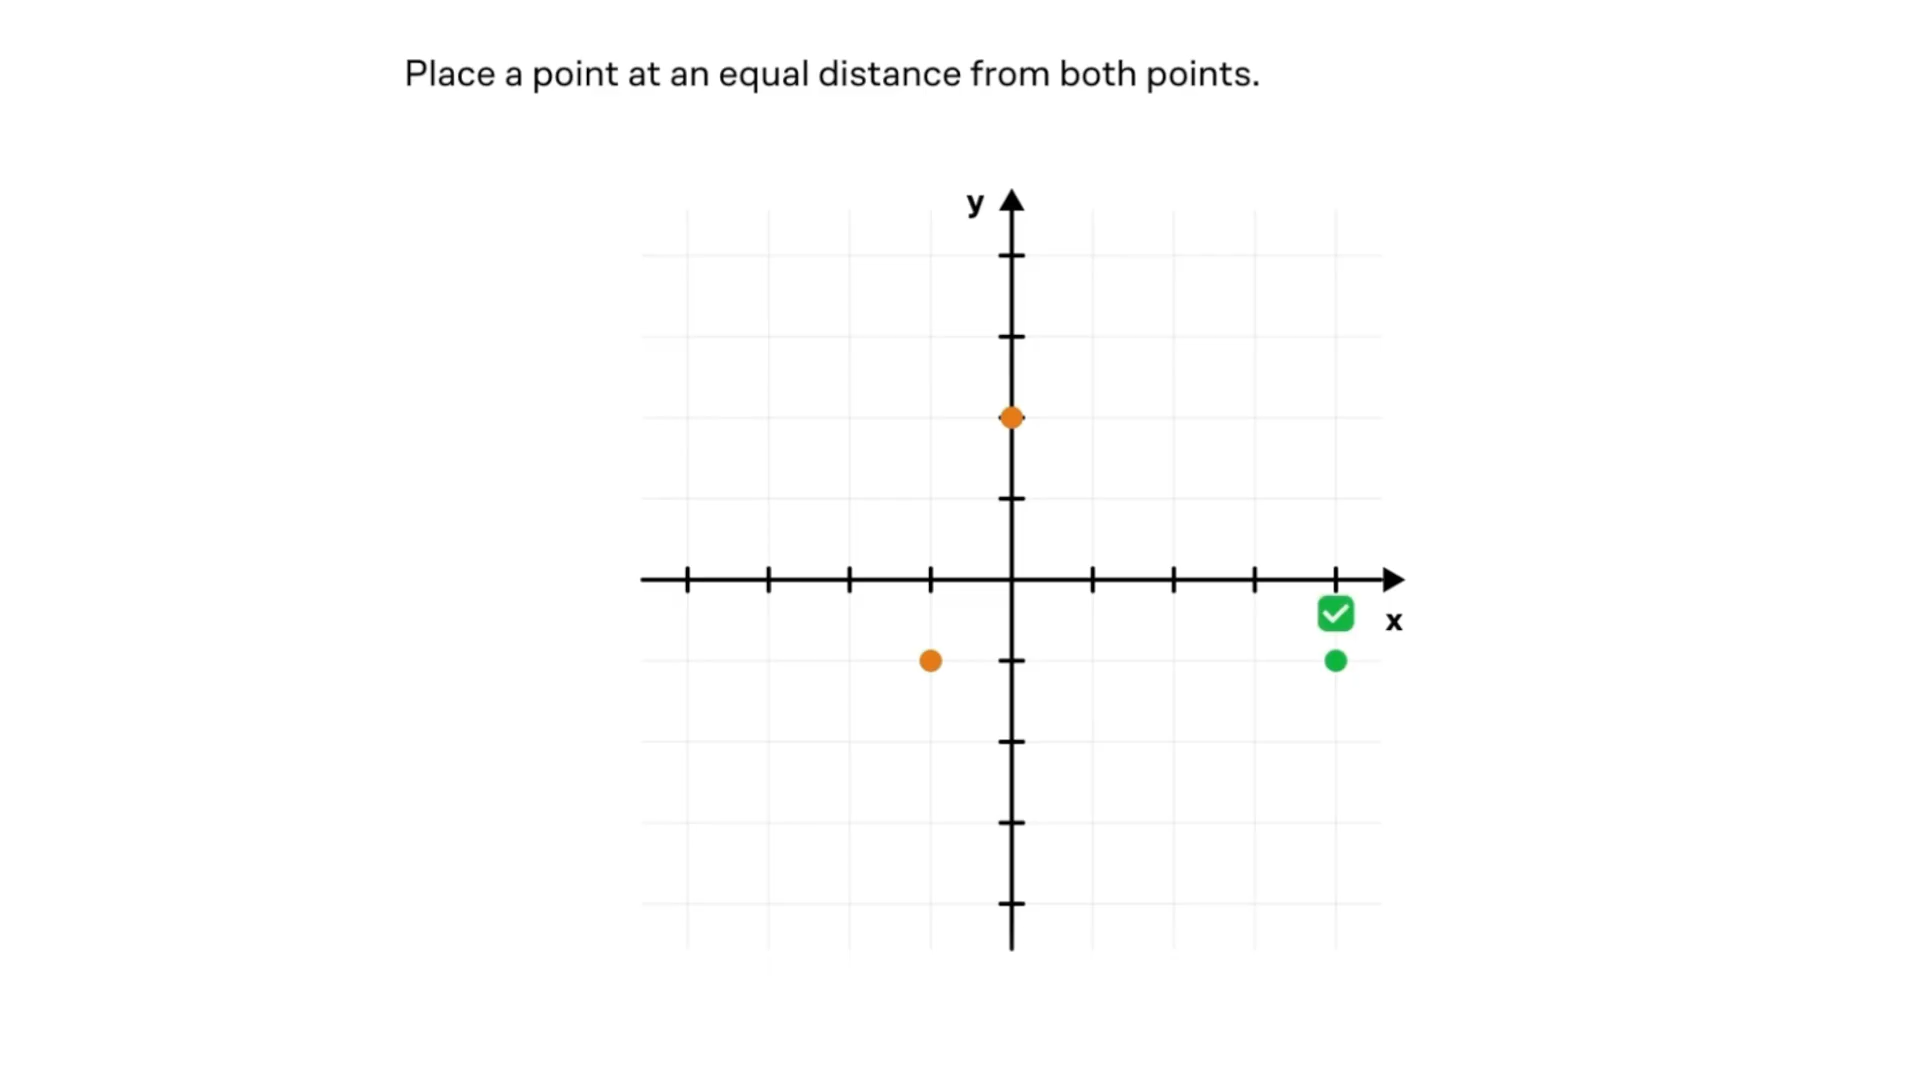 Place a point at an equal distance from both points.
y
x